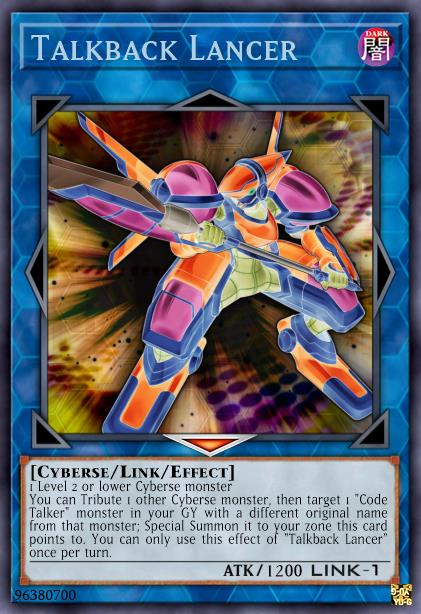 TALKBACK LANCER
DARK
闇
[CYBERSE/LINK/EFFECT]
1 Level 2 or lower Cyberse monster
You can Tribute 1 other Cyberse monster, then target 1 "Code
Talker" monster in your GY with a different original name
from that monster; Special Summon it to your zone this card
points to. You can only use this effect of "Talkback Lancer"
once per turn.
ATK/1200 LINK-1
96380700